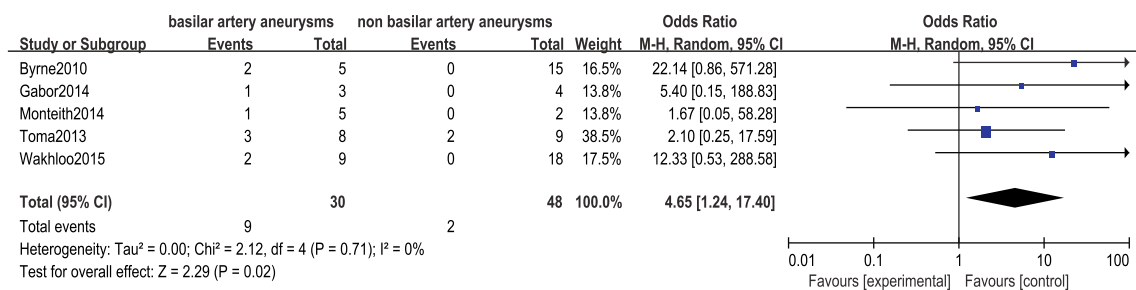 basilar artery aneurysms non basilar artery aneurysms Odds Ratio Odds Ratio
Study or Subgroup Events Total Events Total Weight M-H, Random, 95% CI M-H, Random, 95% CI
Byrne2010 2 5 0 15 16.5% 22.14 [0.86, 571.28]
Gabor2014 1 3 0 4 13.8% 5.40 [0.15, 188.83]
Monteith2014 1 5 0 2 13.8% 1.67 [0.05, 58.28]
Toma2013 3 8 2 9 38.5% 2.10 [0.25, 17.59]
Wakhloo2015 2 9 0 18 17.5% 12.33 [0.53, 288.58]
Total (95% CI) 30 48 100.0% 4.65 [1.24, 17.40]
Total events 9 2
Heterogeneity: Tau² = 0.00; Chi² = 2.12, df = 4 (P = 0.71); I² = 0%
Test for overall effect: Z = 2.29 (P = 0.02)
0.01 0.1 1 10 100
Favours [experimental] Favours [control]